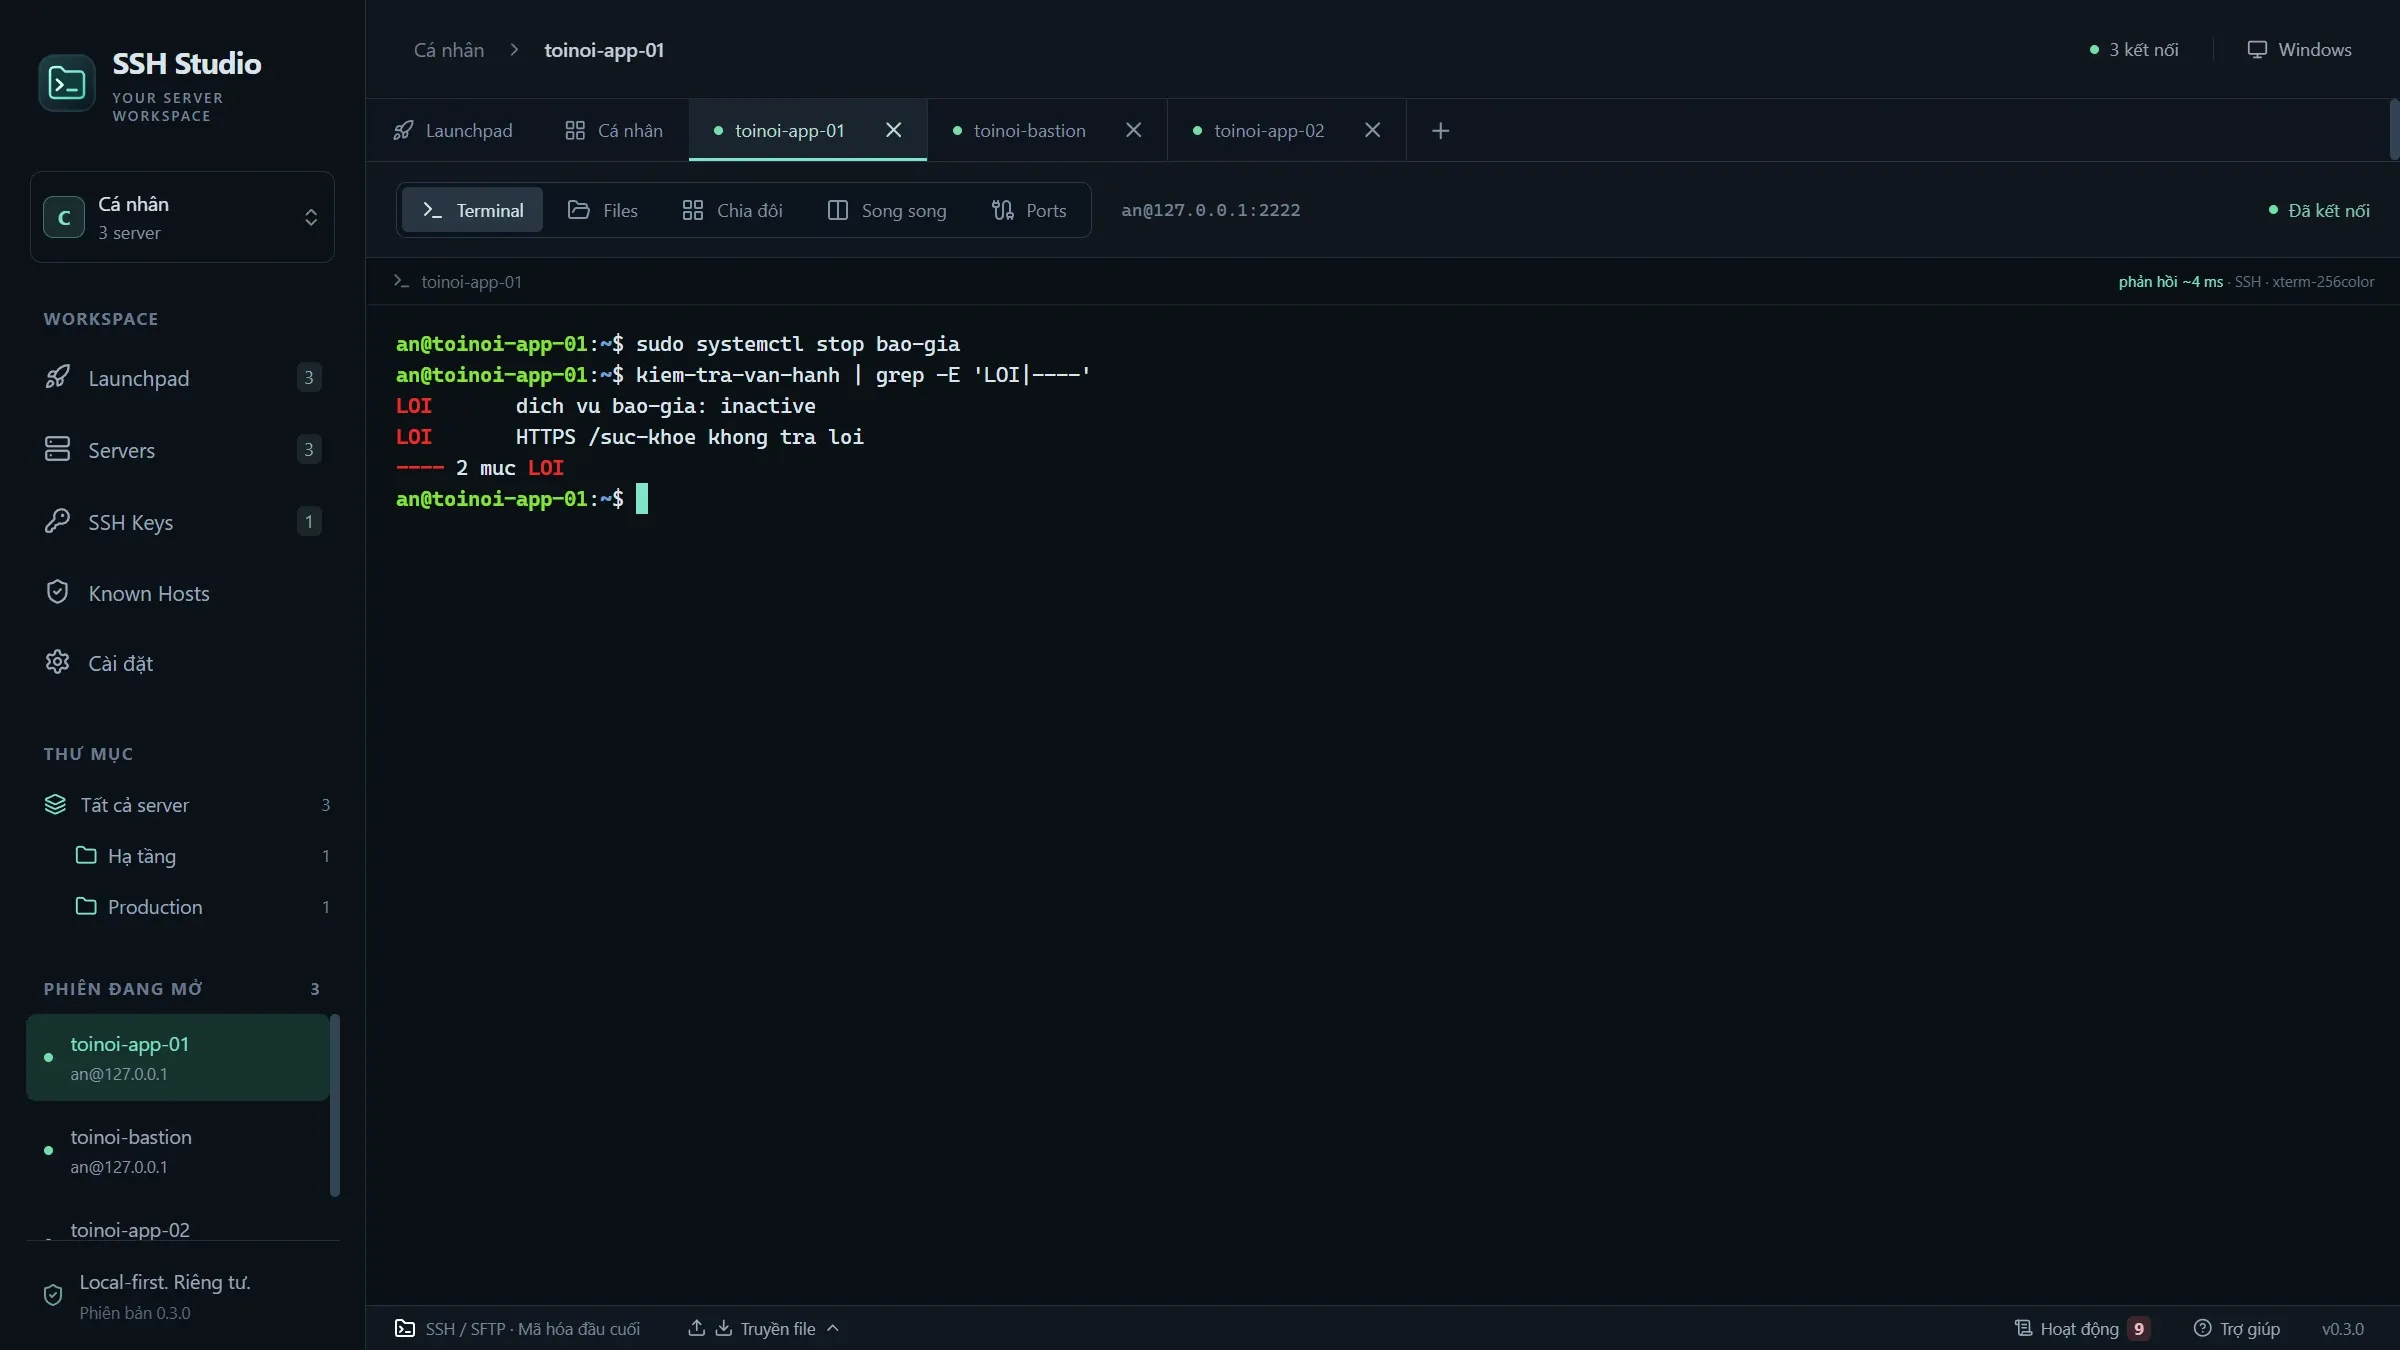 SSH Studio
YOUR SERVER
WORKSPACE
C
Cá nhân
3 server
WORKSPACE
Launchpad 3
Servers 3
SSH Keys 1
Known Hosts
Cài đặt
THƯ MỤC
Tất cả server 3
Hạ tầng 1
Production 1
PHIÊN ĐANG MỞ 3
toinoi-app-01
an@127.0.0.1
toinoi-bastion
an@127.0.0.1
toinoi-app-02
Local-first. Riêng tư.
Phiên bản 0.3.0
Cá nhân > toinoi-app-01
3 kết nối
Windows
Launchpad
Cá nhân
toinoi-app-01
toinoi-bastion
toinoi-app-02
Terminal
Files
Chia đôi
Song song
Ports
an@127.0.0.1:2222
Đã kết nối
toinoi-app-01
phản hồi ~4 ms · SSH · xterm-256color
an@toinoi-app-01:~$ sudo systemctl stop bao-gia
an@toinoi-app-01:~$ kiem-tra-van-hanh | grep -E 'LOI|----'
LOI dich vu bao-gia: inactive
LOI HTTPS /suc-khoe khong tra loi
---- 2 muc LOI
an@toinoi-app-01:~$
SSH / SFTP · Mã hóa đầu cuối
Truyền file
Hoạt động 9
Trợ giúp
v0.3.0